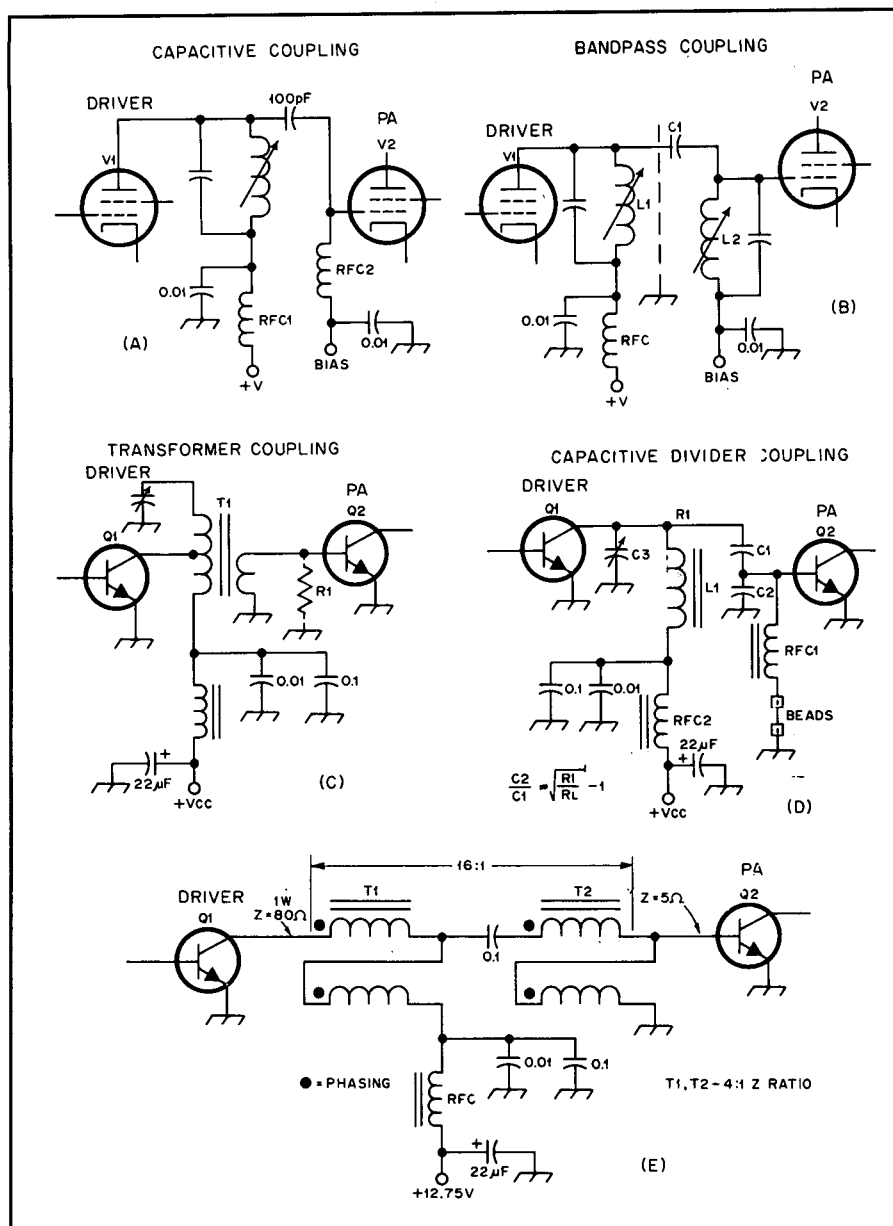 CAPACITIVE COUPLING
DRIVER
V1
100pF
PA
V2
0.01
RFC1
+V
RFC2
0.01
BIAS
(A)
BANDPASS COUPLING
DRIVER
V1
C1
PA
V2
L1
L2
0.01
RFC
+V
0.01
BIAS
(B)
TRANSFORMER COUPLING
DRIVER
Q1
T1
PA
Q2
R1
0.01
0.1
22µF
+
+VCC
(C)
CAPACITIVE DIVIDER COUPLING
DRIVER
Q1
R1
C3
L1
C1
C2
PA
Q2
RFC1
BEADS
0.1
0.01
RFC2
22µF
+
+VCC
C2/C1 = √(R1/RL) -1
(D)
16:1
DRIVER
Q1
1W
Z=80Ω
T1
0.1
T2
Z=5Ω
PA
Q2
0.01
0.1
● = PHASING
RFC
T1, T2-4:1 Z RATIO
+
22µF
+12.75V
(E)